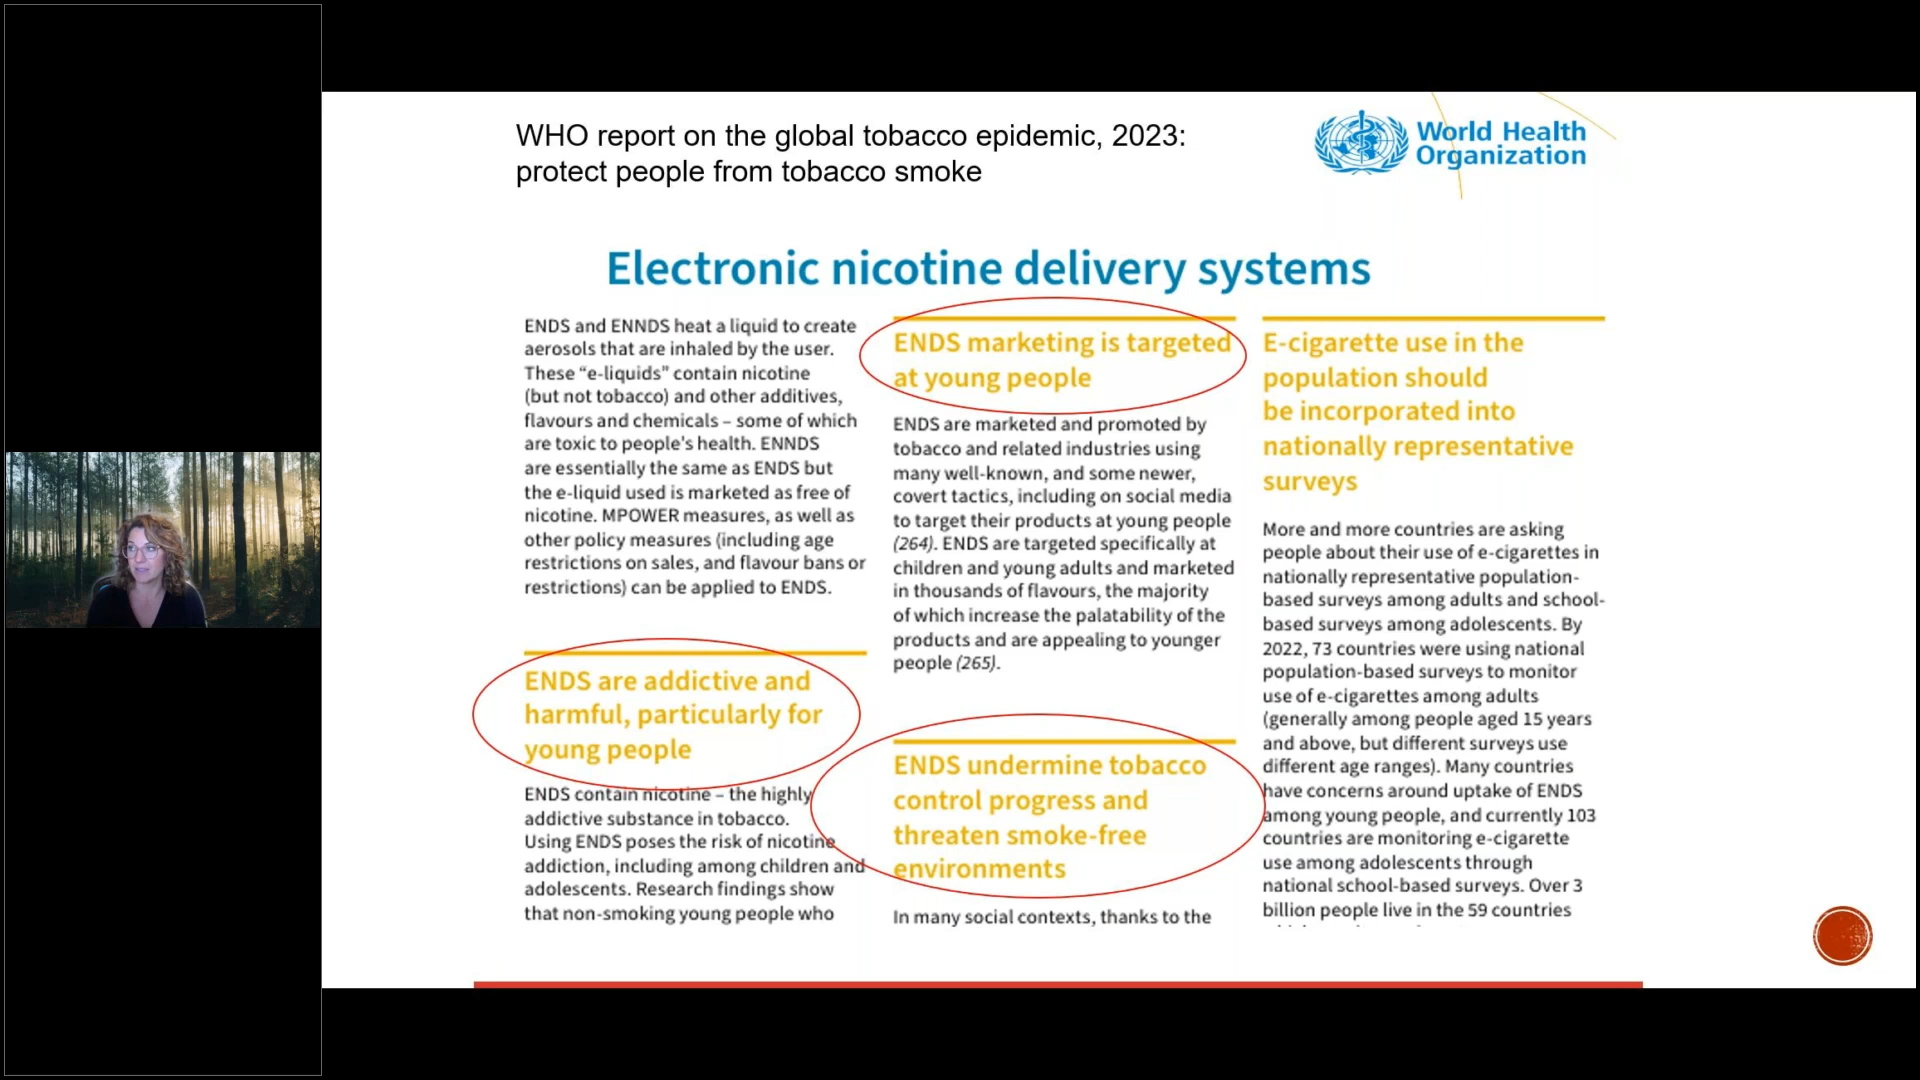 WHO report on the global tobacco epidemic, 2023:
protect people from tobacco smoke
World Health
Organization
Electronic nicotine delivery systems
ENDS and ENNDS heat a liquid to create
aerosols that are inhaled by the user.
These “e-liquids” contain nicotine
(but not tobacco) and other additives,
flavours and chemicals – some of which
are toxic to people's health. ENNDS
are essentially the same as ENDS but
the e-liquid used is marketed as free of
nicotine. MPOWER measures, as well as
other policy measures (including age
restrictions on sales, and flavour bans or
restrictions) can be applied to ENDS.
ENDS are addictive and
harmful, particularly for
young people
ENDS contain nicotine – the highly
addictive substance in tobacco.
Using ENDS poses the risk of nicotine
addiction, including among children and
adolescents. Research findings show
that non-smoking young people who
ENDS marketing is targeted
at young people
ENDS are marketed and promoted by
tobacco and related industries using
many well-known, and some newer,
covert tactics, including on social media
to target their products at young people
(264). ENDS are targeted specifically at
children and young adults and marketed
in thousands of flavours, the majority
of which increase the palatability of the
products and are appealing to younger
people (265).
ENDS undermine tobacco
control progress and
threaten smoke-free
environments
In many social contexts, thanks to the
E-cigarette use in the
population should
be incorporated into
nationally representative
surveys
More and more countries are asking
people about their use of e-cigarettes in
nationally representative population-
based surveys among adults and school-
based surveys among adolescents. By
2022, 73 countries were using national
population-based surveys to monitor
use of e-cigarettes among adults
(generally among people aged 15 years
and above, but different surveys use
different age ranges). Many countries
have concerns around uptake of ENDS
among young people, and currently 103
countries are monitoring e-cigarette
use among adolescents through
national school-based surveys. Over 3
billion people live in the 59 countries